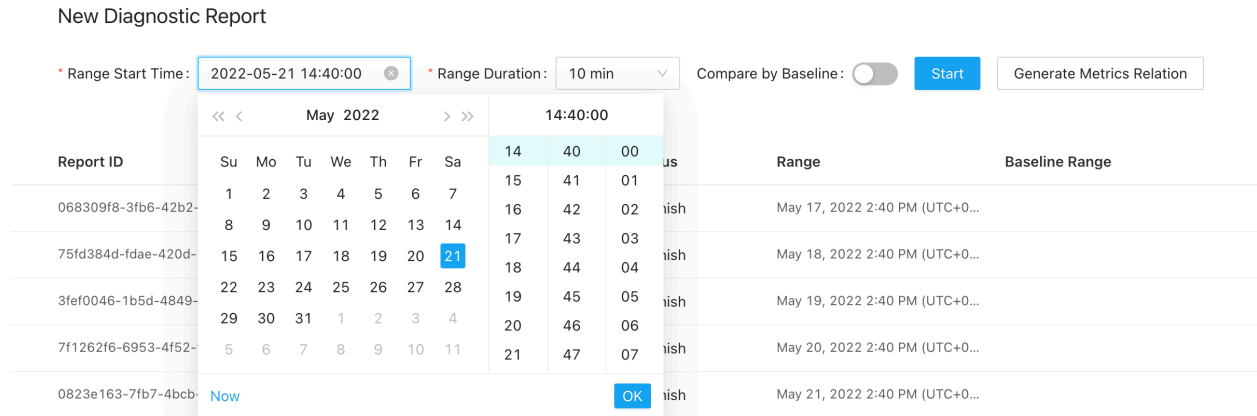 New Diagnostic Report
* Range Start Time: 2022-05-21 14:40:00 * Range Duration: 10 min Compare by Baseline: Start Generate Metrics Relation
May 2022 14:40:00
Report ID Range Baseline Range
Su Mo Tu We Th Fr Sa
1 2 3 4 5 6 7
8 9 10 11 12 13 14
15 16 17 18 19 20 21
22 23 24 25 26 27 28
29 30 31 1 2 3 4
5 6 7 8 9 10 11
14 40 00
15 41 01
16 42 02
17 43 03
18 44 04
19 45 05
20 46 06
21 47 07
Now OK
us
068309f8-3fb6-42b2- nish May 17, 2022 2:40 PM (UTC+0...
75fd384d-fdae-420d- nish May 18, 2022 2:40 PM (UTC+0...
3fef0046-1b5d-4849- nish May 19, 2022 2:40 PM (UTC+0...
7f1262f6-6953-4f52- nish May 20, 2022 2:40 PM (UTC+0...
0823e163-7fb7-4bcb- nish May 21, 2022 2:40 PM (UTC+0...